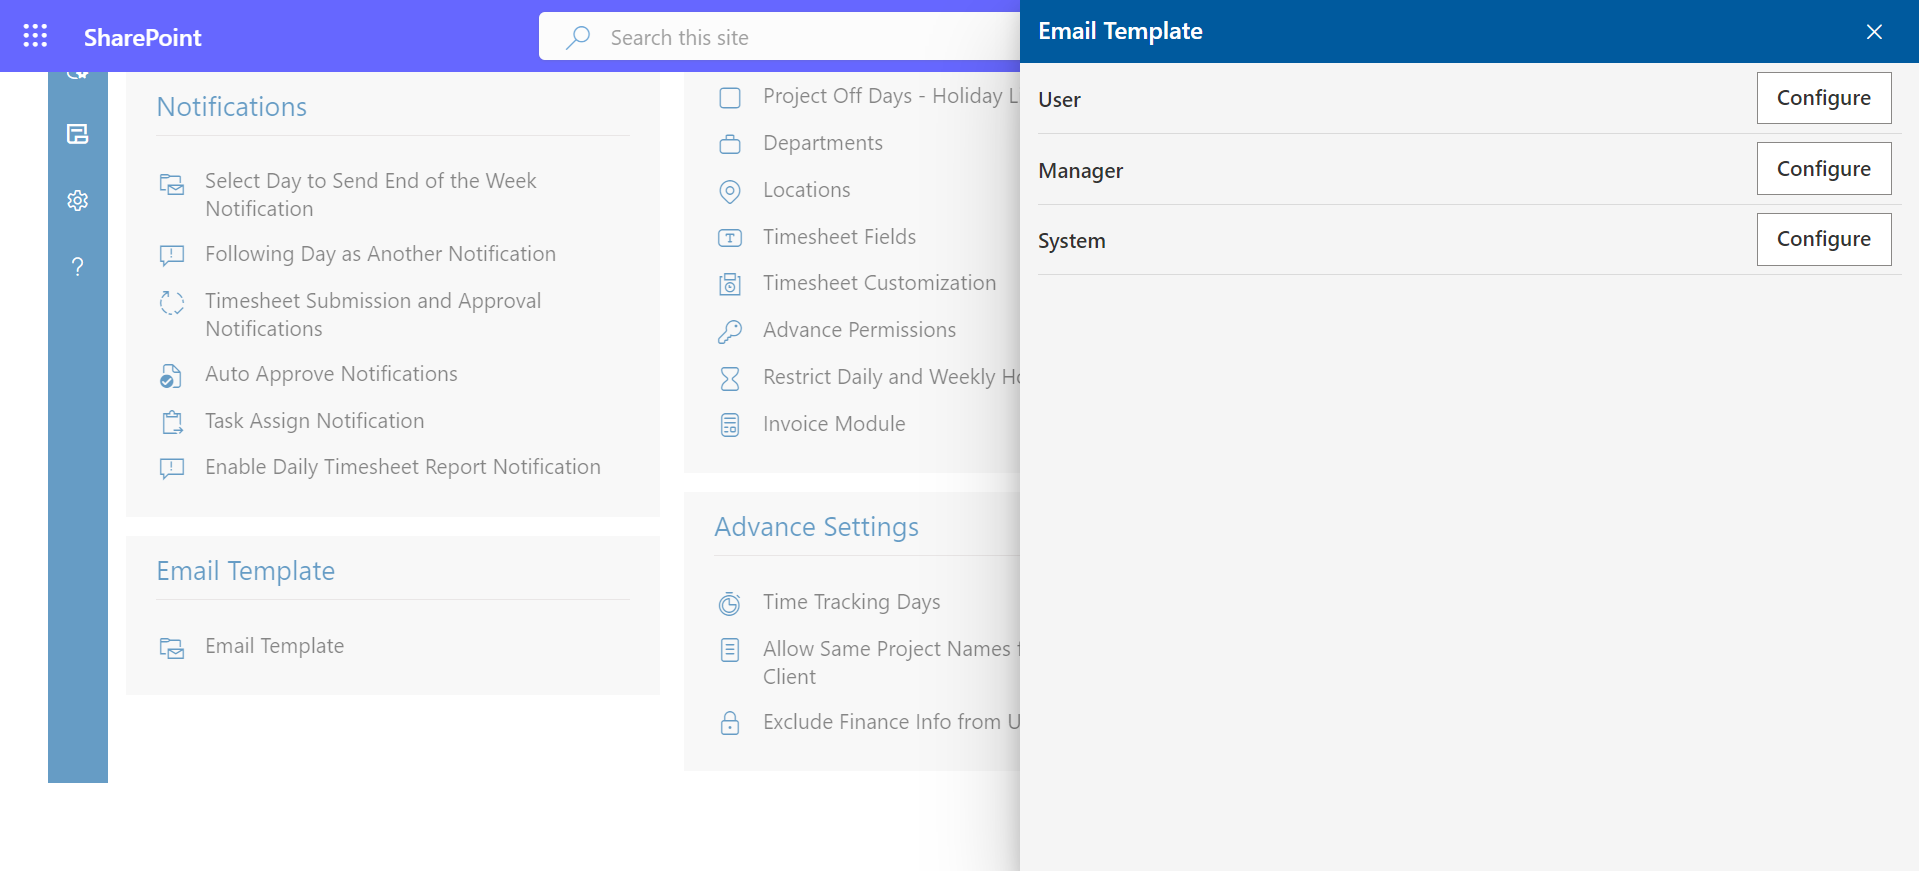 SharePoint
Search this site
Notifications
Select Day to Send End of the Week
Notification
Following Day as Another Notification
Timesheet Submission and Approval
Notifications
Auto Approve Notifications
Task Assign Notification
Enable Daily Timesheet Report Notification
Email Template
Email Template
Project Off Days - Holiday L
Departments
Locations
Timesheet Fields
Timesheet Customization
Advance Permissions
Restrict Daily and Weekly Ho
Invoice Module
Advance Settings
Time Tracking Days
Allow Same Project Names f
Client
Exclude Finance Info from U
Email Template
User
Configure
Manager
Configure
System
Configure